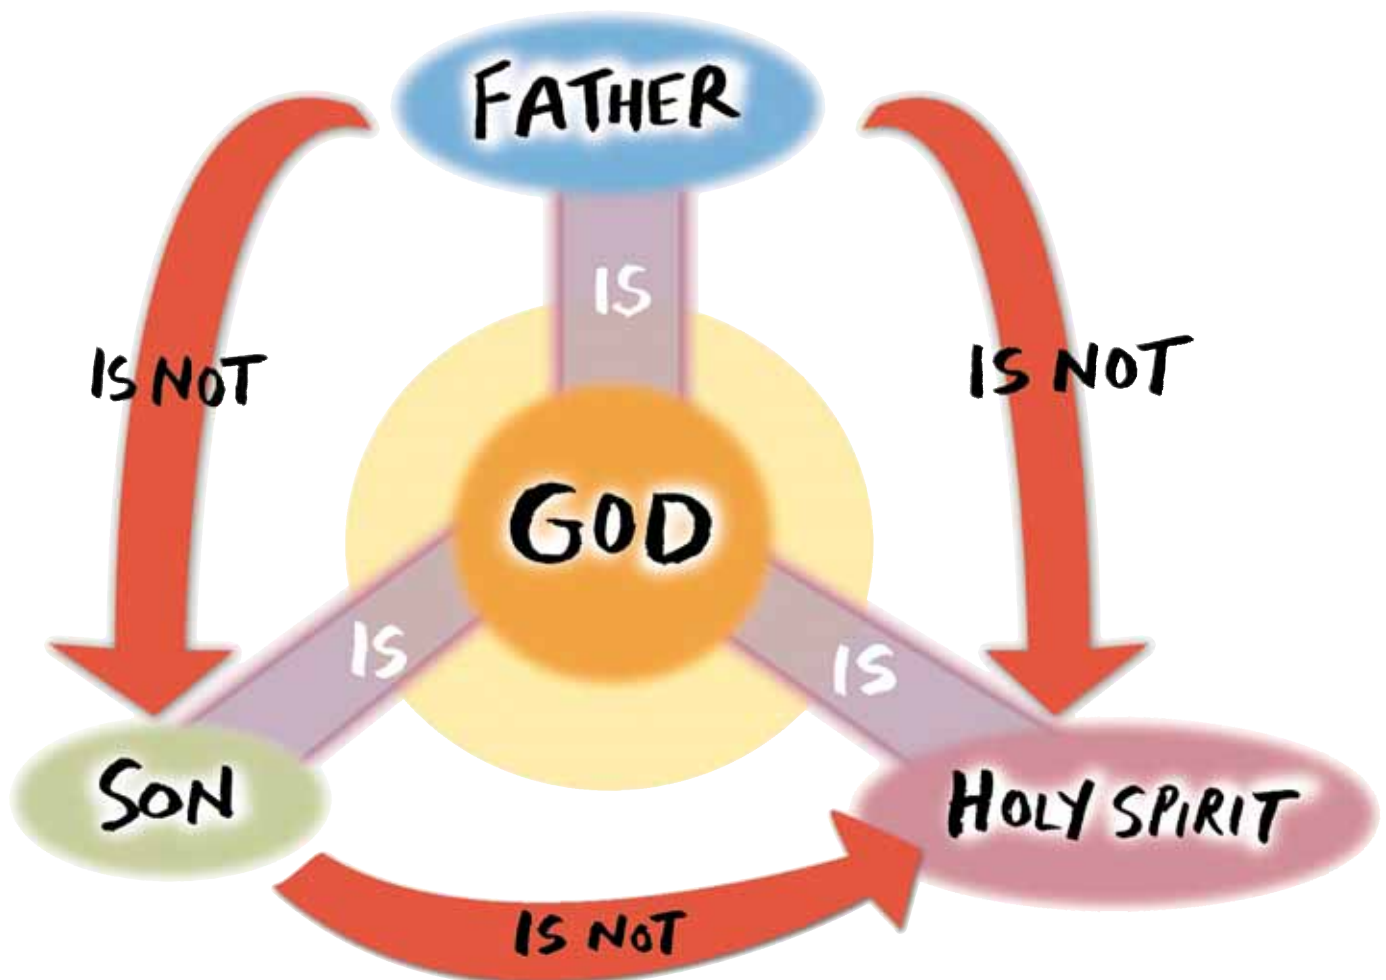 FATHER
IS
IS NOT
IS NOT
GOD
IS
IS
SON
HOLY SPIRIT
IS NOT